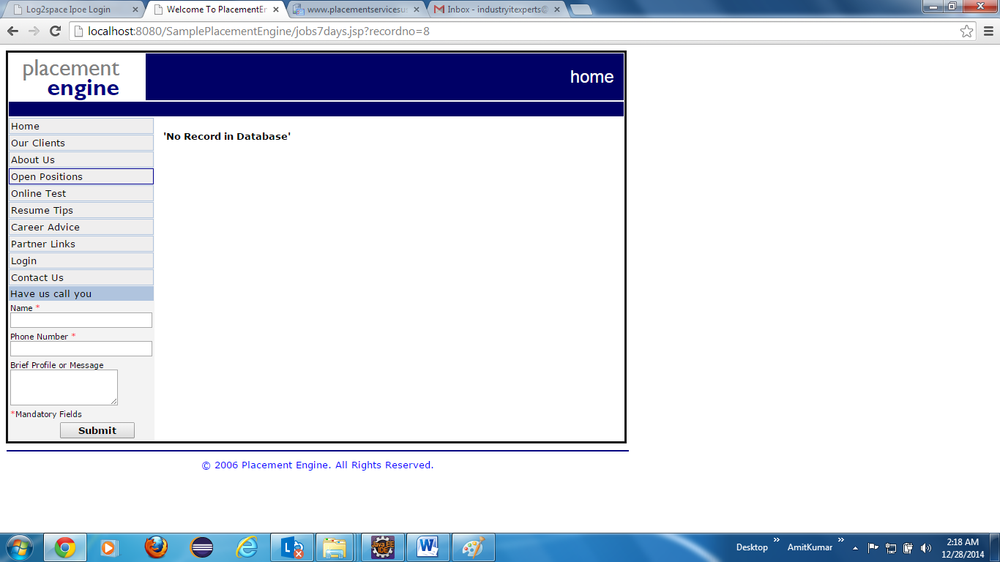 Log2space Ipoe Login
Welcome To PlacementEn
www.placementservicesus
Inbox - industryitexperts@
localhost:8080/SamplePlacementEngine/jobs7days.jsp?recordno=8
placement
engine
home
Home
Our Clients
About Us
Open Positions
Online Test
Resume Tips
Career Advice
Partner Links
Login
Contact Us
Have us call you
Name *
Phone Number *
Brief Profile or Message
*Mandatory Fields
Submit
'No Record in Database'
© 2006 Placement Engine. All Rights Reserved.
Java EE
IDE
Desktop
AmitKumar
2:18 AM
12/28/2014